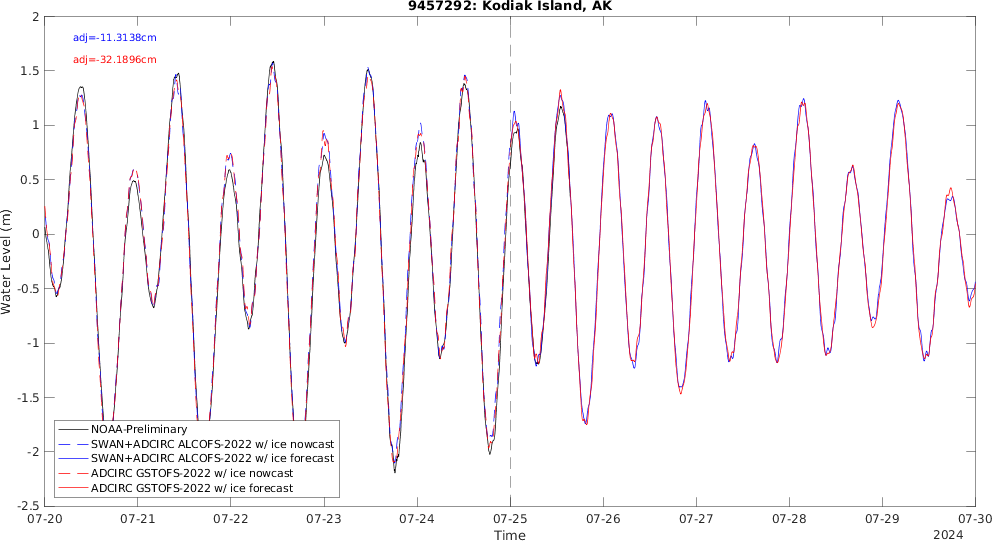 9457292: Kodiak Island, AK
2
adj=-11.3138cm
adj=-32.1896cm
1.5
1
0.5
0
-0.5
-1
-1.5
-2
-2.5
Water Level (m)
NOAA-Preliminary
SWAN+ADCIRC ALCOFS-2022 w/ ice nowcast
SWAN+ADCIRC ALCOFS-2022 w/ ice forecast
ADCIRC GSTOFS-2022 w/ ice nowcast
ADCIRC GSTOFS-2022 w/ ice forecast
07-20 07-21 07-22 07-23 07-24 07-25 07-26 07-27 07-28 07-29 07-30
Time
2024